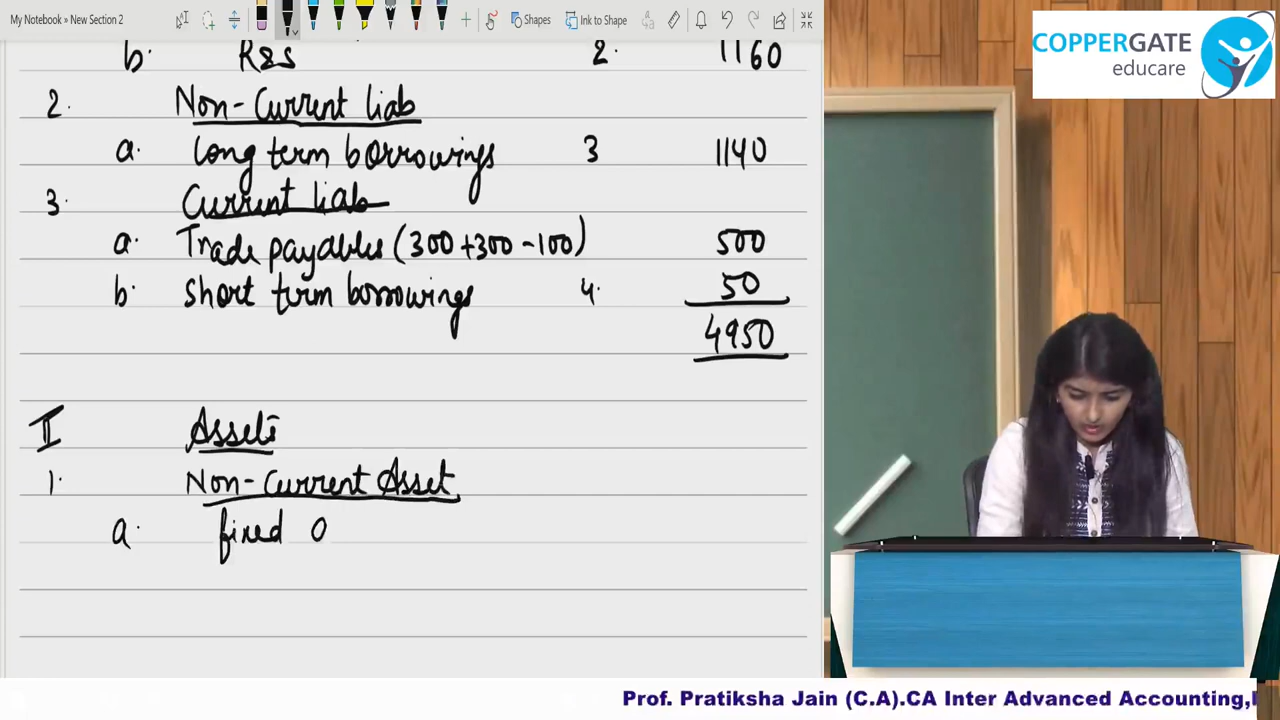 My Notebook » New Section 2
Shapes
Ink to Shape
COPPERGATE
educare
b. R&S 2. 1160
2. Non-Current liab
a. long term borrowings 3 1140
3. Current liab
a. Trade payables (300+300-100) 500
b. short term borrowings 4. 50
4950
II Assets
1. Non-Current Asset
a. fixed
Prof. Pratiksha Jain (C.A).CA Inter Advanced Accounting,